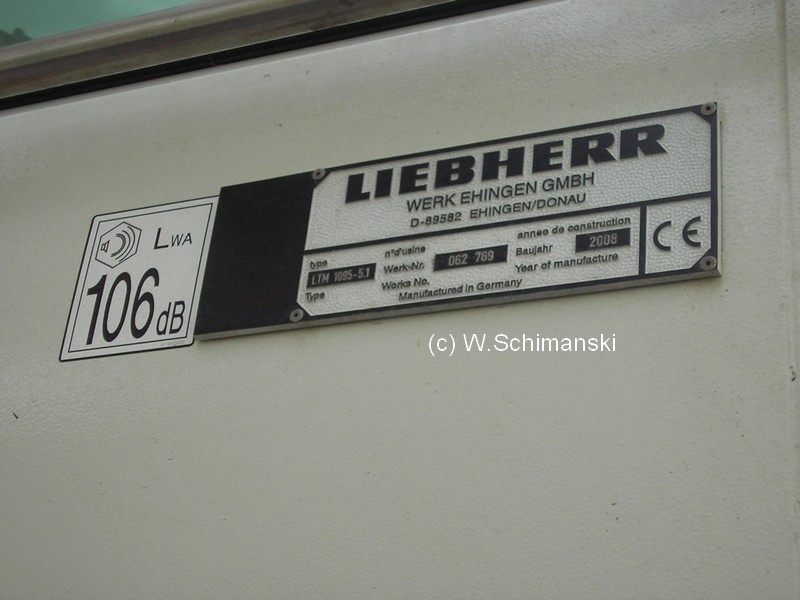 LWA
106dB
LIEBHERR
WERK EHINGEN GMBH
D-89582 EHINGEN/DONAU
type
LTM 1095-5.1
Type
n°d'usine
Werk-Nr.
062 769
Works No.
annee de construction
Baujahr
2008
Year of manufacture
Manufactured in Germany
CE
(c) W.Schimanski